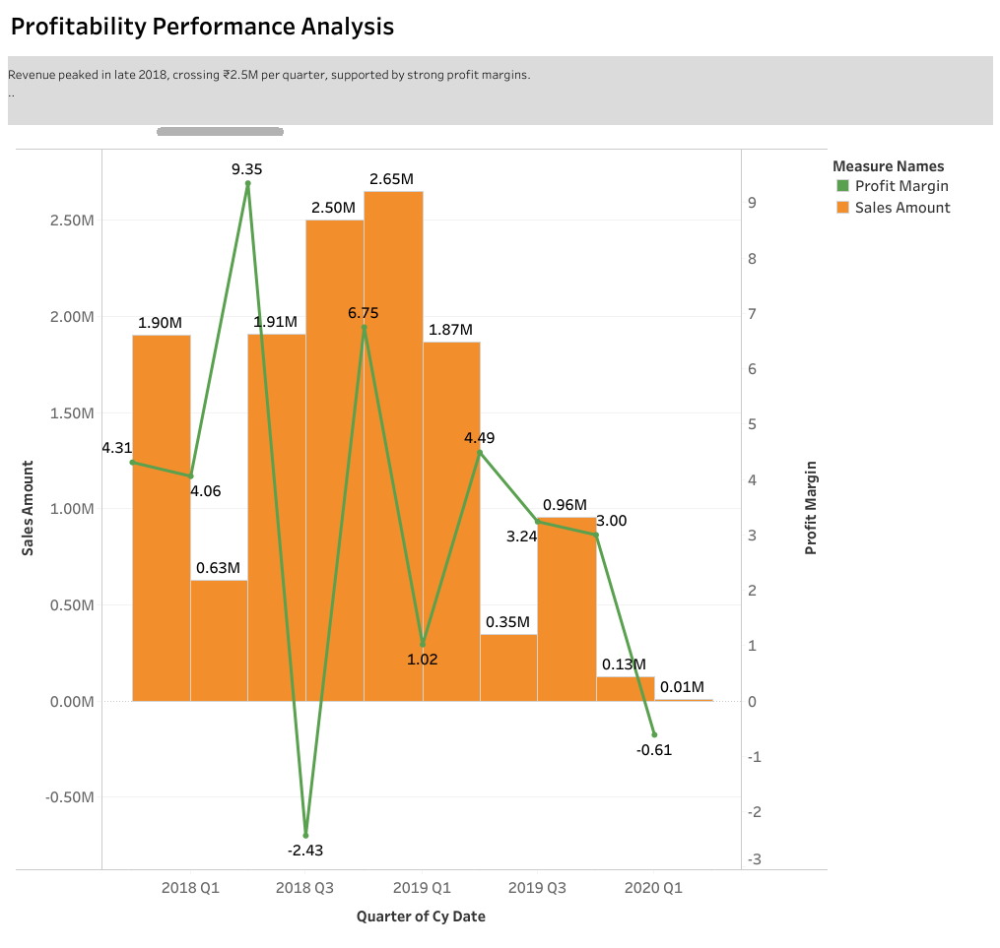 Profitability Performance Analysis
Revenue peaked in late 2018, crossing ₹2.5M per quarter, supported by strong profit margins.
..
Measure Names
Profit Margin
Sales Amount
9.35
2.65M
2.50M
1.90M
1.91M
6.75
1.87M
4.31
4.06
4.49
0.96M
3.00
3.24
0.63M
0.35M
1.02
0.13M
0.01M
-0.61
-2.43
2.50M
2.00M
1.50M
1.00M
0.50M
0.00M
-0.50M
Sales Amount
9
8
7
6
5
4
3
2
1
0
-1
-2
-3
Profit Margin
2018 Q1
2018 Q3
2019 Q1
2019 Q3
2020 Q1
Quarter of Cy Date